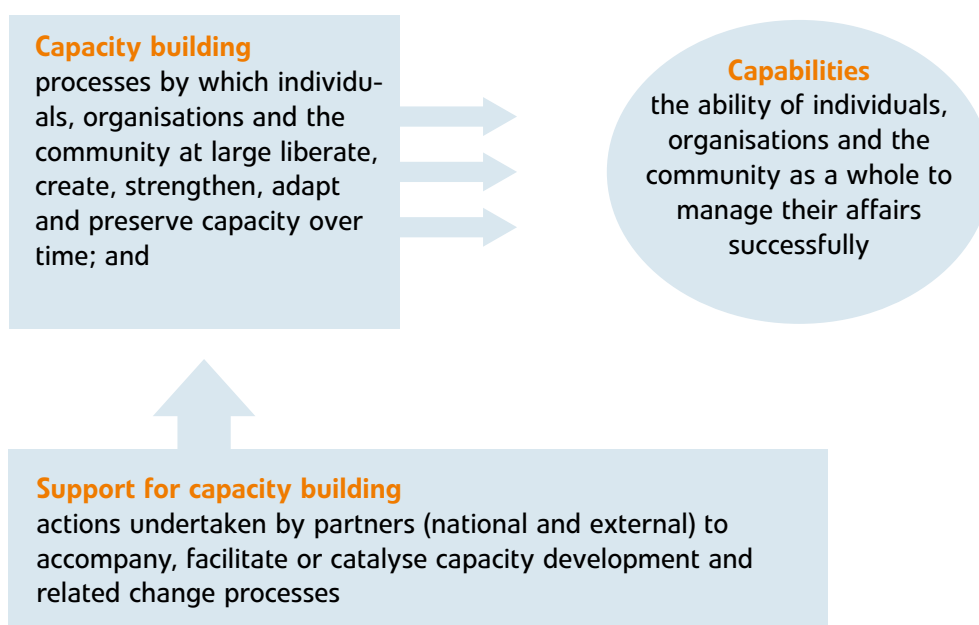 Capacity building
processes by which individu-
als, organisations and the
community at large liberate,
create, strengthen, adapt
and preserve capacity over
time; and
Capabilities
the ability of individuals,
organisations and the
community as a whole to
manage their affairs
successfully
Support for capacity building
actions undertaken by partners (national and external) to
accompany, facilitate or catalyse capacity development and
related change processes